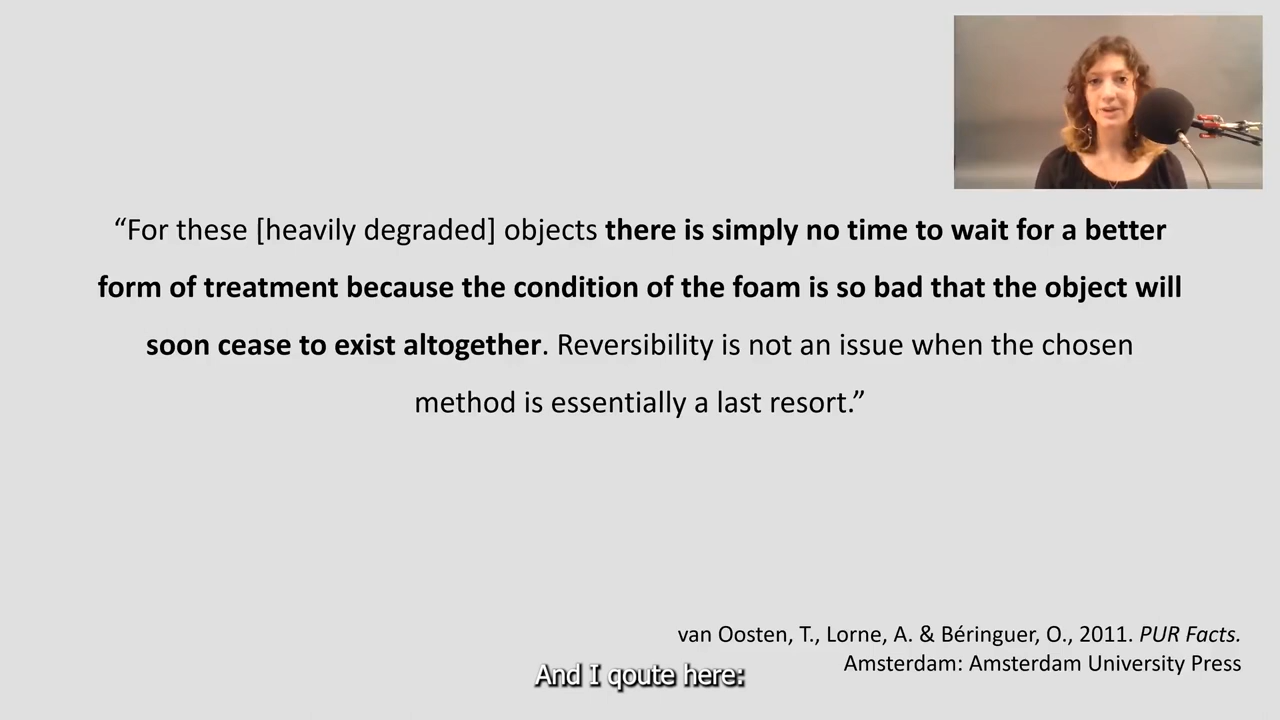 “For these [heavily degraded] objects there is simply no time to wait for a better
form of treatment because the condition of the foam is so bad that the object will
soon cease to exist altogether. Reversibility is not an issue when the chosen
method is essentially a last resort.”
van Oosten, T., Lorne, A. & Béringuer, O., 2011. PUR Facts.
Amsterdam: Amsterdam University Press
And I qoute here: